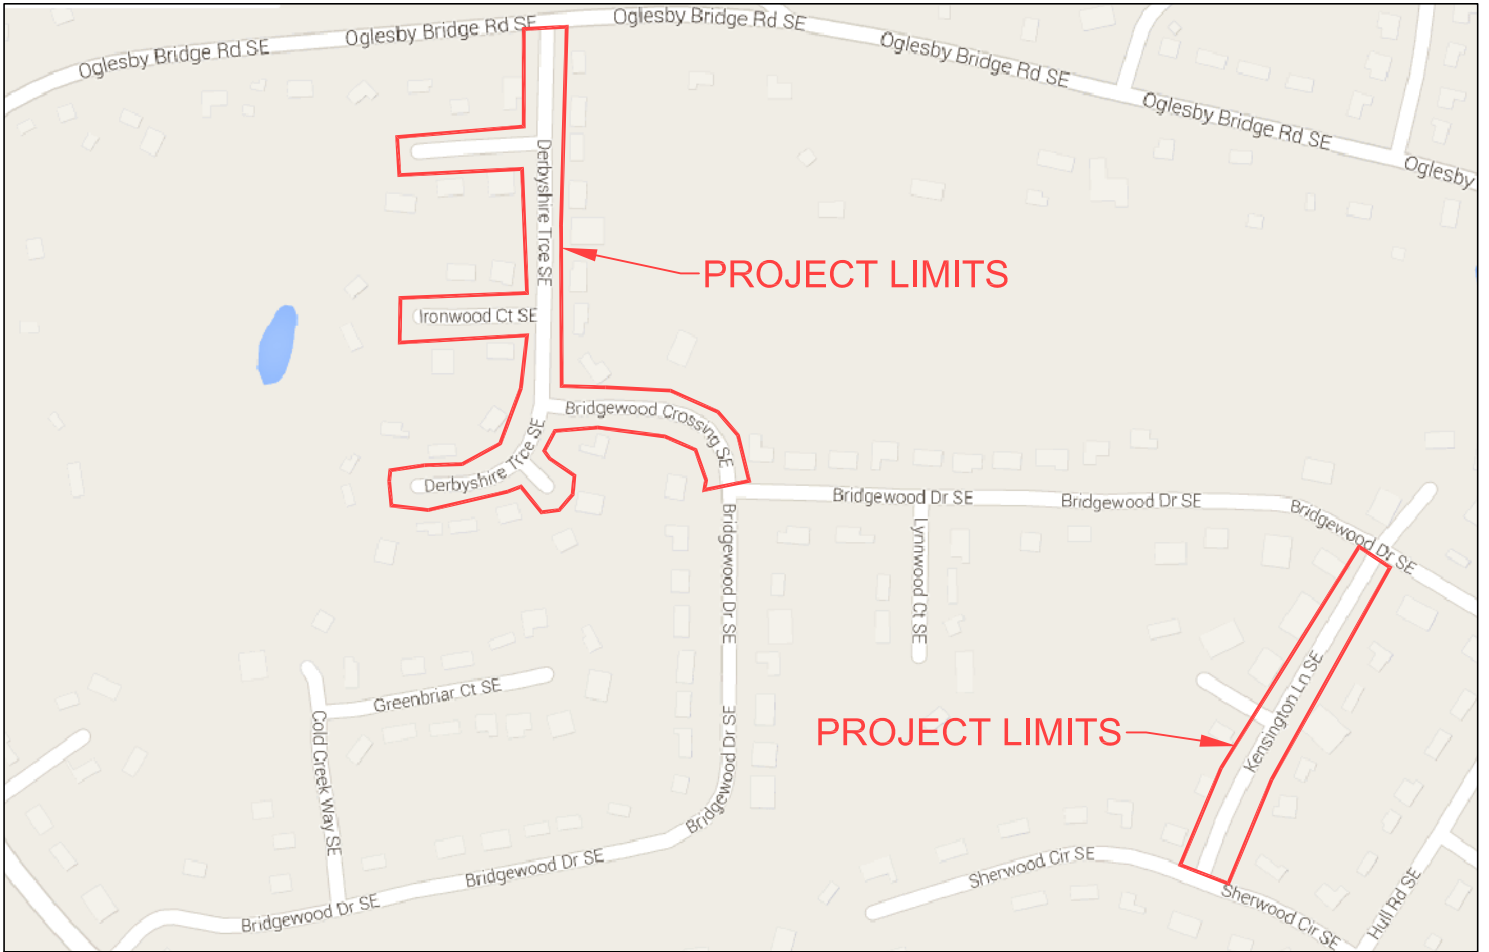 Oglesby Bridge Rd SE
Oglesby Bridge Rd SE
Oglesby Bridge Rd SE
Oglesby Bridge Rd SE
Oglesby Bridge Rd SE
Oglesby
Derbyshire Trce SE
PROJECT LIMITS
Ironwood Ct SE
Bridgewood Crossing SE
Derbyshire Trce SE
Bridgewood Dr SE
Bridgewood Dr SE
Bridgewood Dr SE
Bridgewood Dr SE
Lynnwood Ct SE
Kensington Ln SE
Greenbriar Ct SE
Cold Creek Way SE
PROJECT LIMITS
Bridgewood Dr SE
Bridgewood Dr SE
Bridgewood Dr SE
Sherwood Cir SE
Sherwood Cir SE
Hull Rd SE